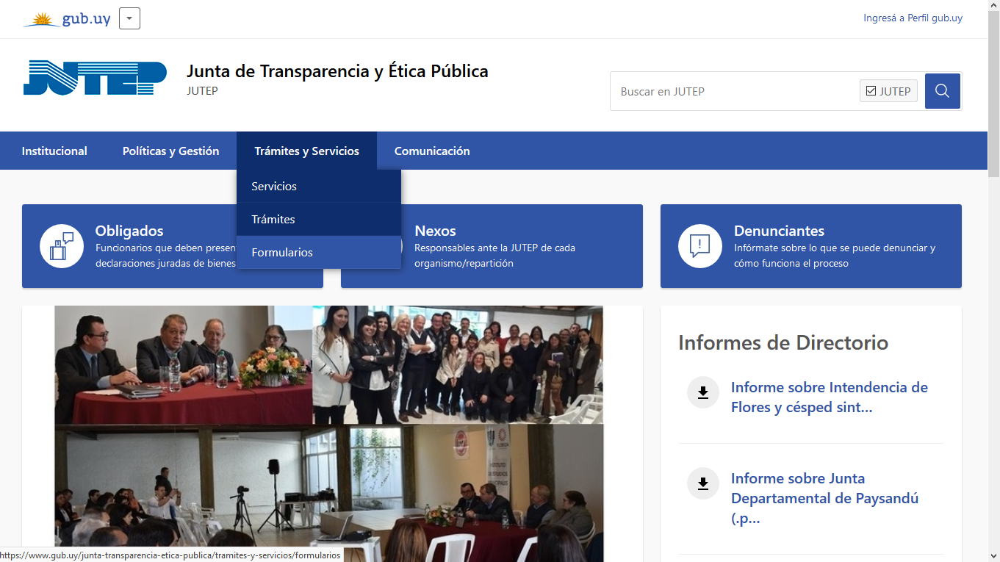 gub.uy
Ingresá a Perfil gub.uy
JUTEP
Junta de Transparencia y Ética Pública
JUTEP
Buscar en JUTEP
JUTEP
Institucional
Políticas y Gestión
Trámites y Servicios
Comunicación
Servicios
Trámites
Formularios
Obligados
Funcionarios que deben presen
declaraciones juradas de bienes
Nexos
Responsables ante la JUTEP de cada
organismo/repartición
Denunciantes
Infórmate sobre lo que se puede denunciar y
cómo funciona el proceso
INSTITUTO
DE ESTUDIOS
MUNICIPALES
Informes de Directorio
Informe sobre Intendencia de
Flores y césped sint...
Informe sobre Junta
Departamental de Paysandú
(.p...
https://www.gub.uy/junta-transparencia-etica-publica/tramites-y-servicios/formularios